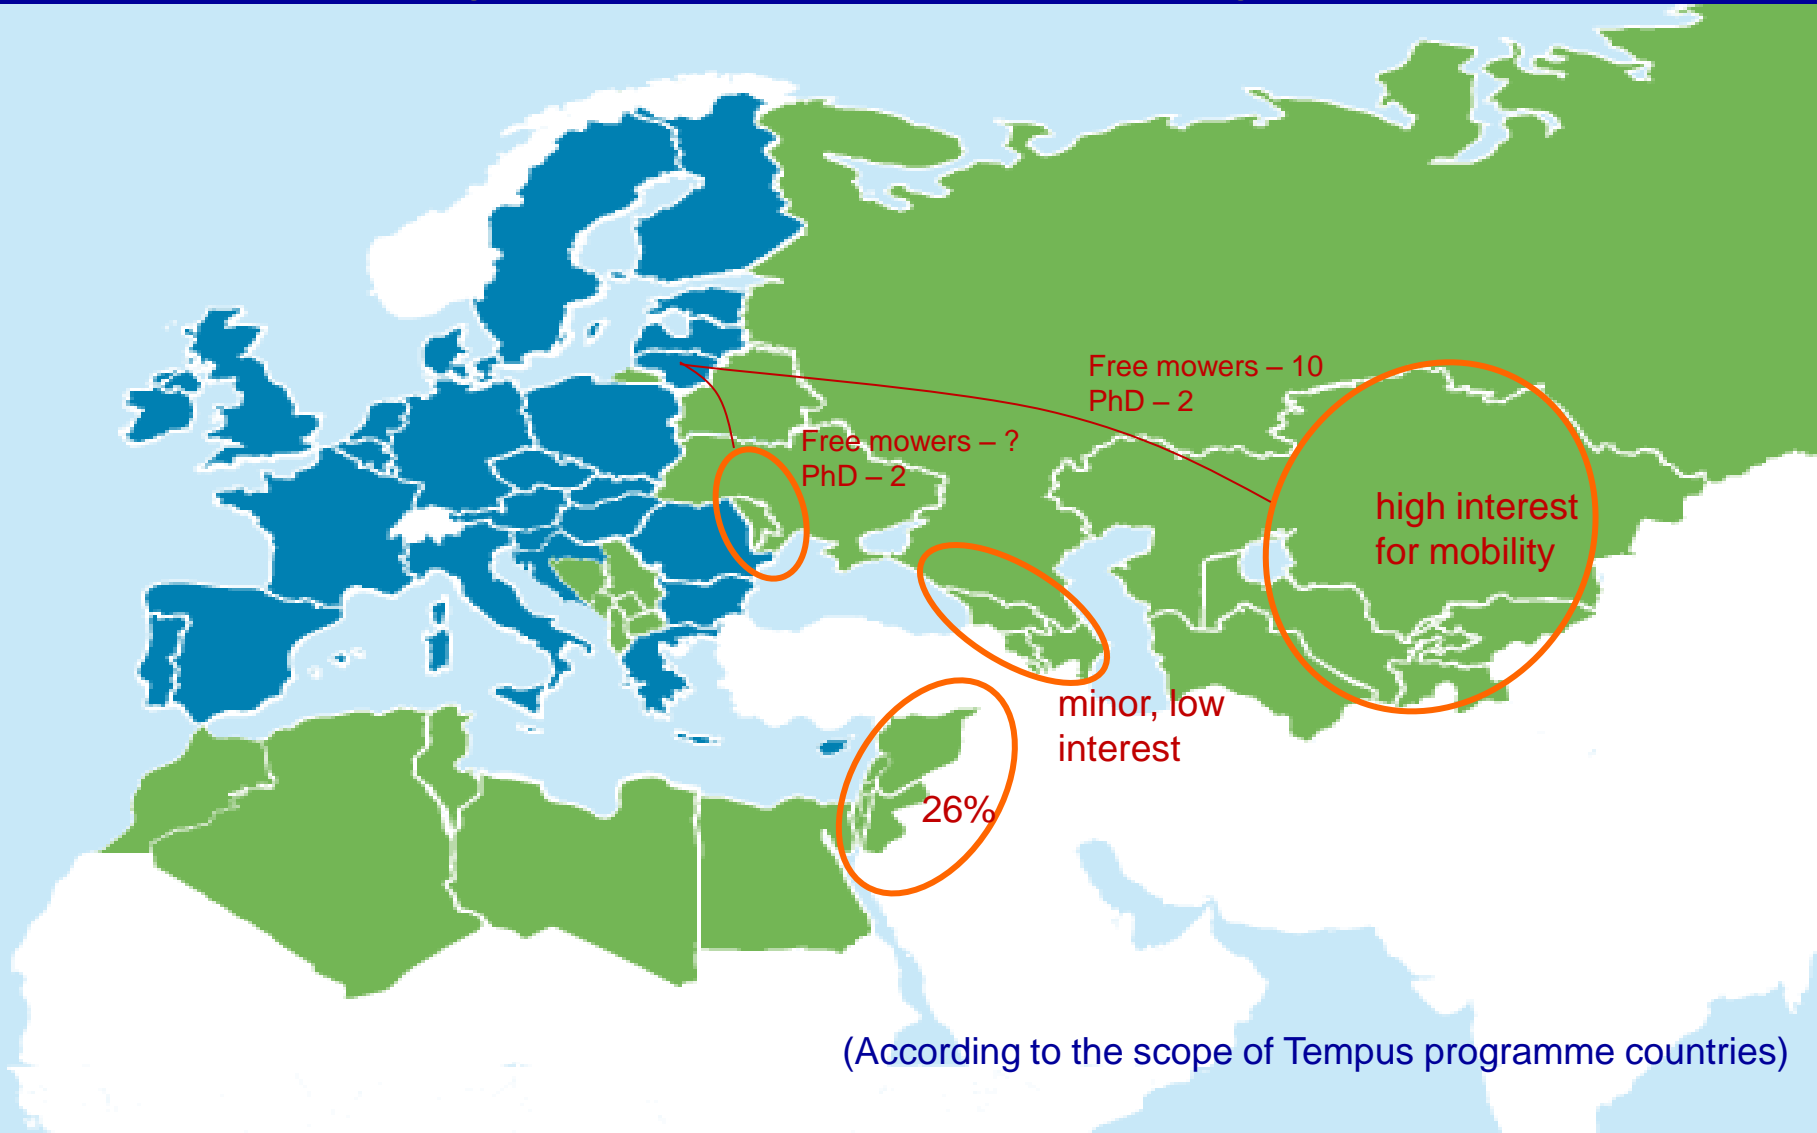 Free mowers – 10
PhD – 2
Free mowers – ?
PhD – 2
high interest
for mobility
minor, low
interest
26%
(According to the scope of Tempus programme countries)